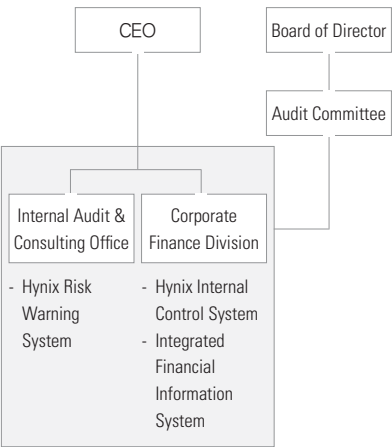 CEO
Board of Director
Audit Committee
Internal Audit &
Consulting Office
- Hynix Risk
Warning
System
Corporate
Finance Division
- Hynix Internal
Control System
- Integrated
Financial
Information
System